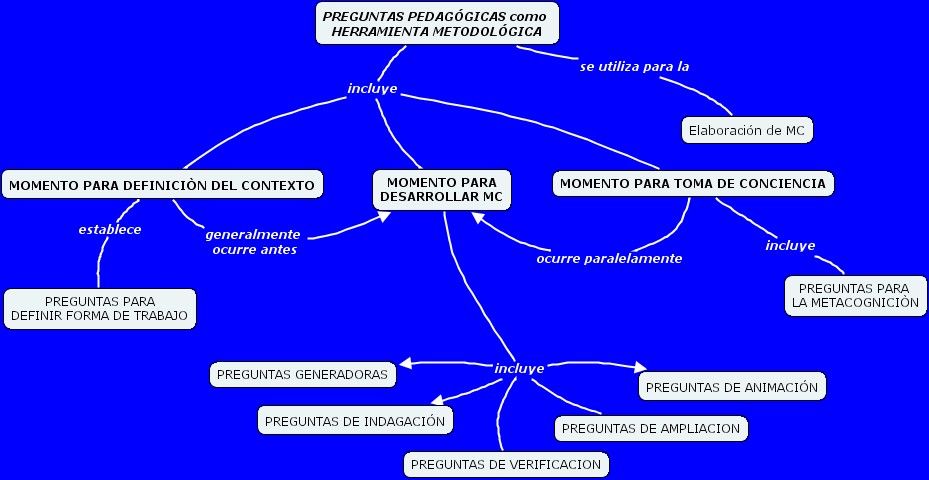 PREGUNTAS PEDAGÓGICAS como
HERRAMIENTA METODOLÓGICA
se utiliza para la
incluye
Elaboración de MC
MOMENTO PARA DEFINICIÒN DEL CONTEXTO
MOMENTO PARA
DESARROLLAR MC
MOMENTO PARA TOMA DE CONCIENCIA
establece
generalmente
ocurre antes
ocurre paralelamente
incluye
PREGUNTAS PARA
DEFINIR FORMA DE TRABAJO
PREGUNTAS PARA
LA METACOGNICIÒN
incluye
PREGUNTAS GENERADORAS
PREGUNTAS DE ANIMACIÓN
PREGUNTAS DE INDAGACIÓN
PREGUNTAS DE AMPLIACION
PREGUNTAS DE VERIFICACION